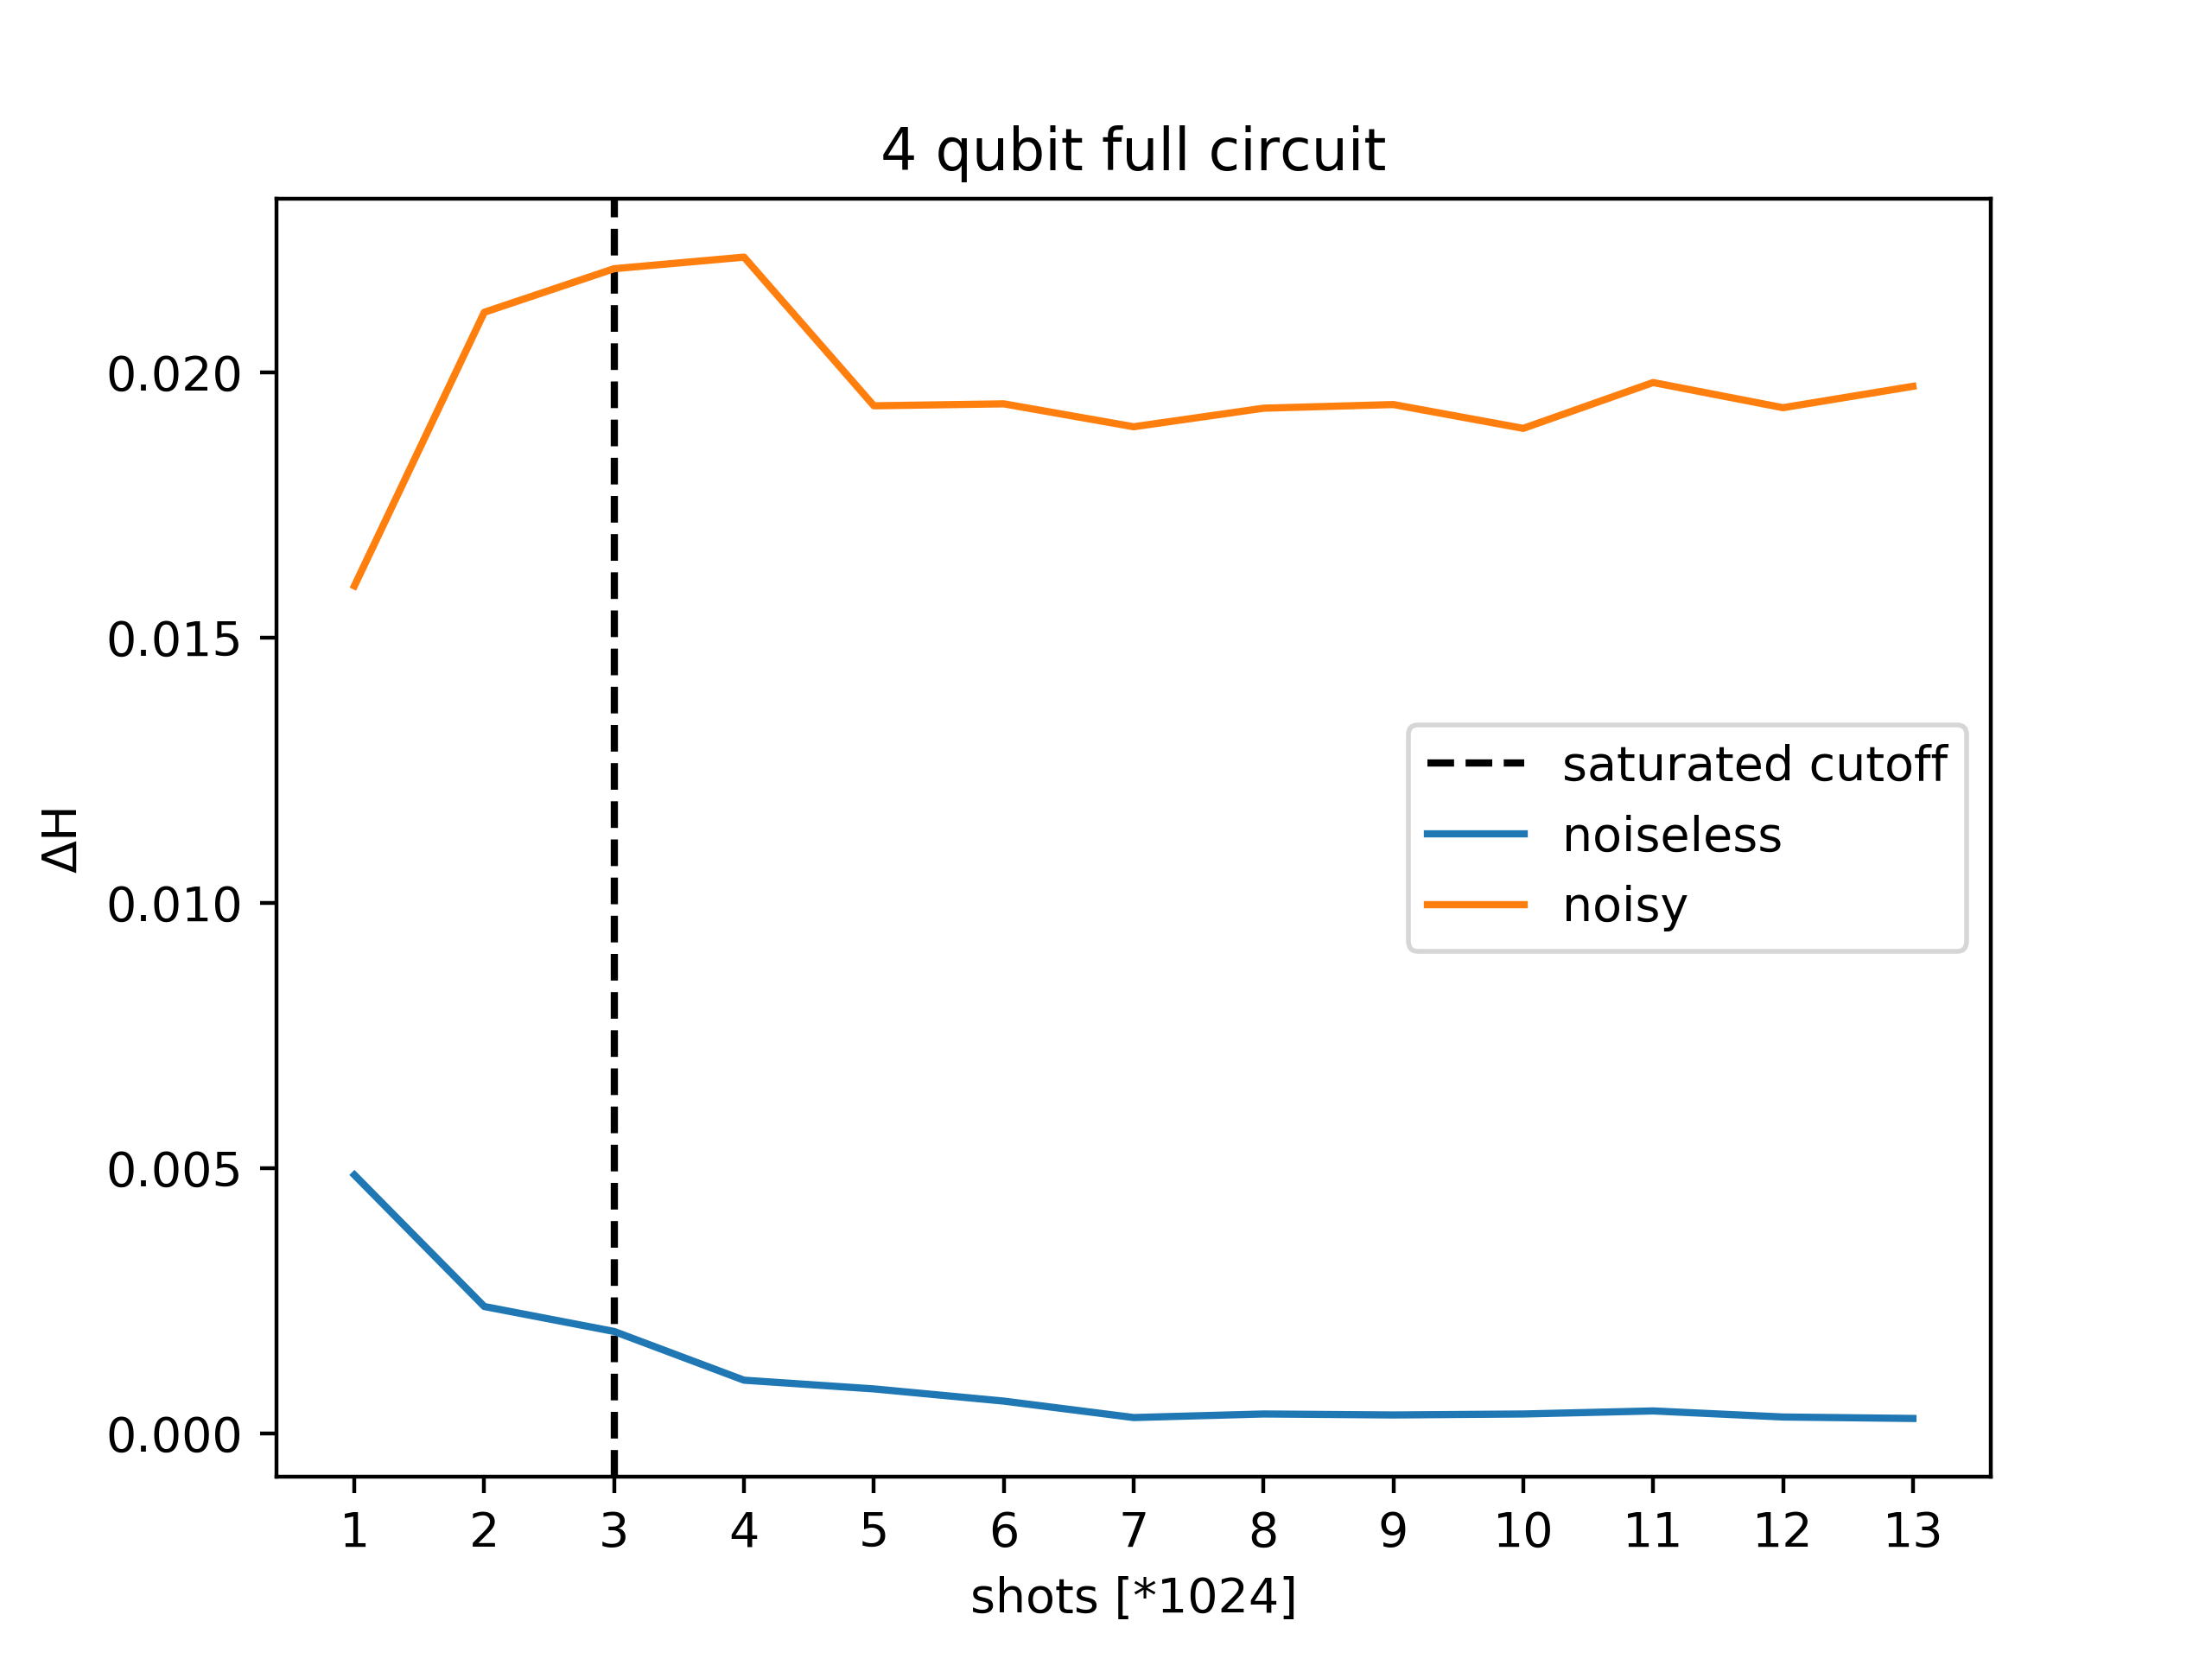 4 qubit full circuit
0.020
0.015
0.010
0.005
0.000
ΔH
saturated cutoff
noiseless
noisy
1 2 3 4 5 6 7 8 9 10 11 12 13
shots [*1024]